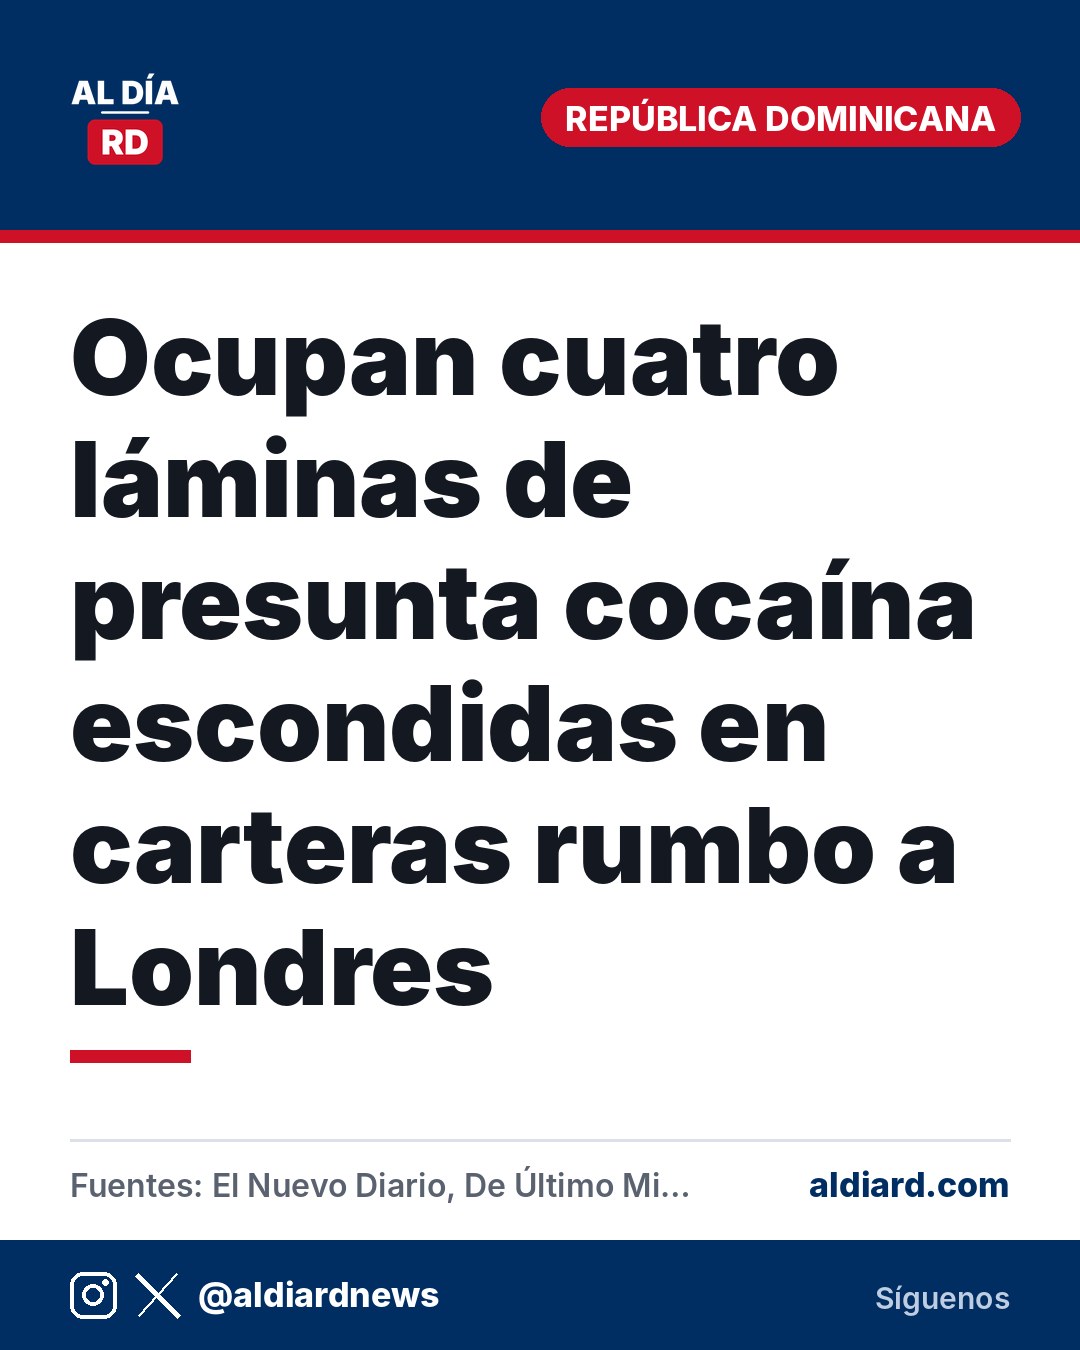 AL DÍA
RD
REPÚBLICA DOMINICANA
Ocupan cuatro
láminas de
presunta cocaína
escondidas en
carteras rumbo a
Londres
Fuentes: El Nuevo Diario, De Último Mi...
aldiard.com
@aldiardnews
Síguenos